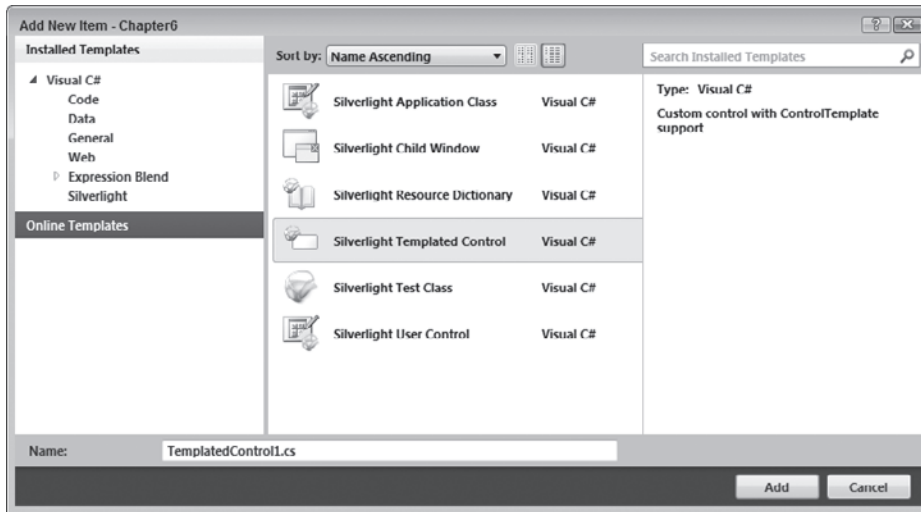 Add New Item - Chapter6
Installed Templates
Visual C#
Code
Data
General
Web
Expression Blend
Silverlight
Online Templates
Sort by: Name Ascending
Silverlight Application Class Visual C#
Silverlight Child Window Visual C#
Silverlight Resource Dictionary Visual C#
Silverlight Templated Control Visual C#
Silverlight Test Class Visual C#
Silverlight User Control Visual C#
Search Installed Templates
Type: Visual C#
Custom control with ControlTemplate
support
Name: TemplatedControl1.cs
Add Cancel